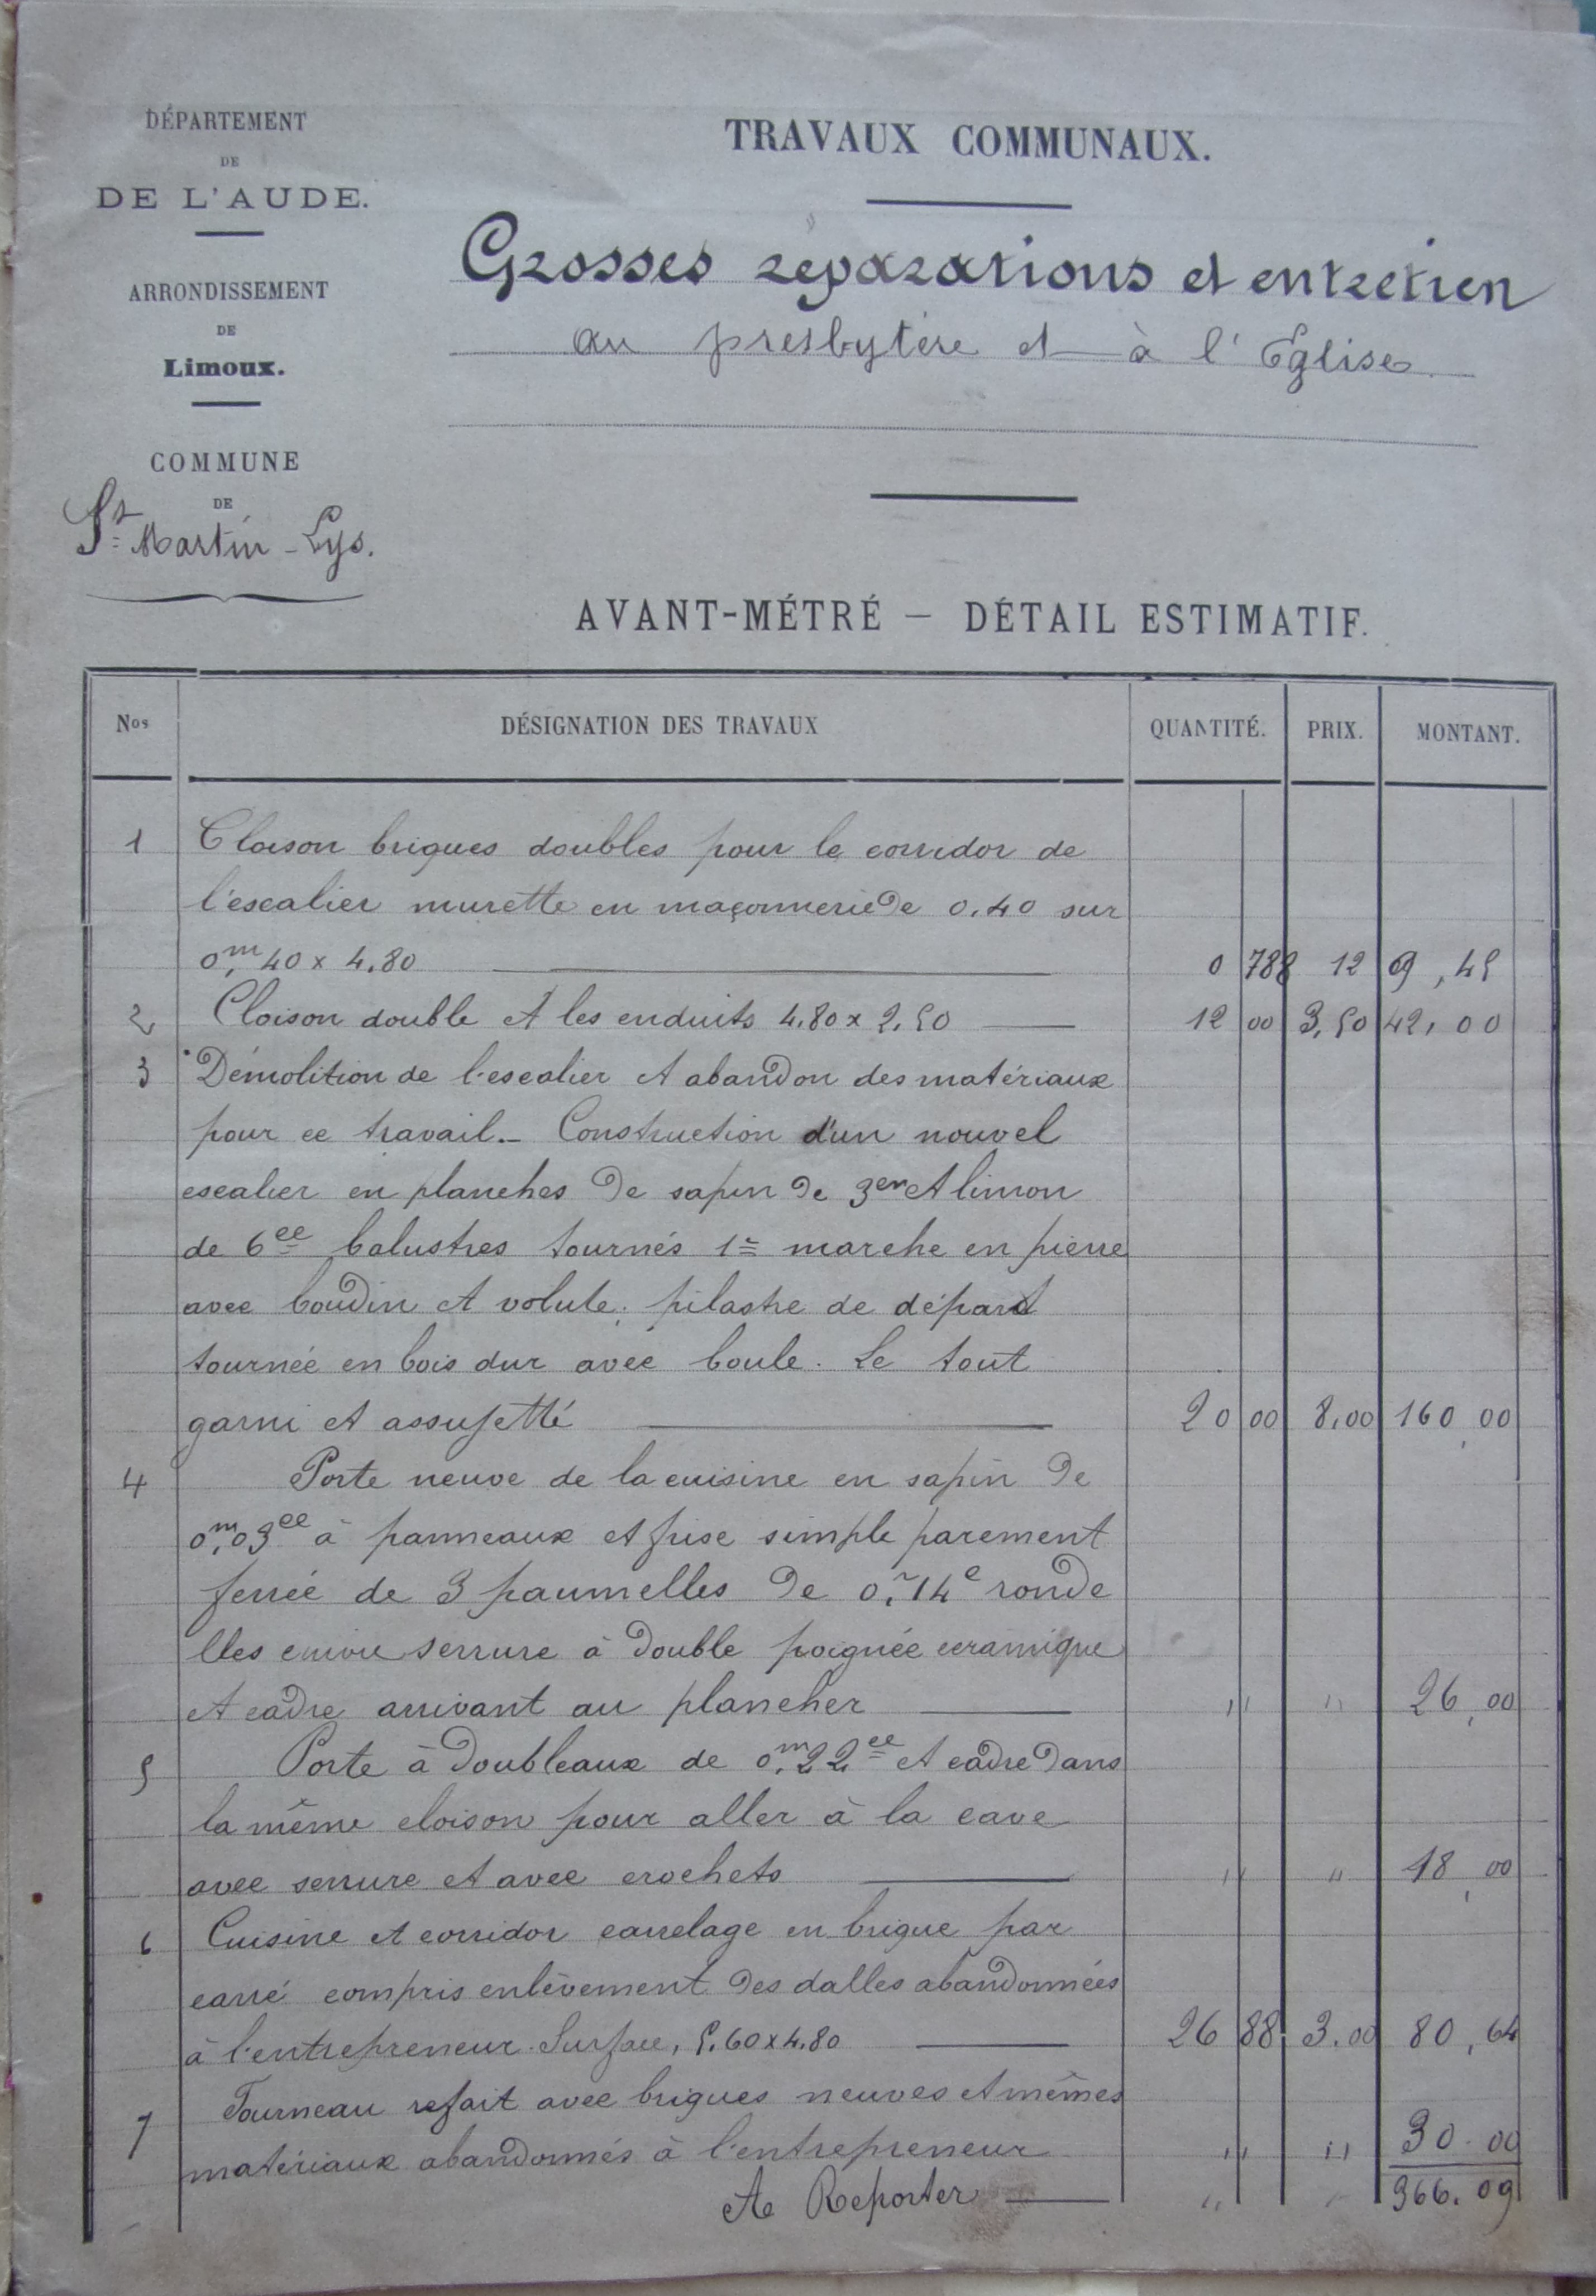 DÉPARTEMENT
DE
DE L'AUDE.
ARRONDISSEMENT
DE
Limoux.
COMMUNE
DE
St Martin-Lys.
TRAVAUX COMMUNAUX.
Grosses réparations et entretien
au presbytère et à l'Eglise
AVANT-MÉTRÉ — DÉTAIL ESTIMATIF.
Nos DÉSIGNATION DES TRAVAUX QUANTITÉ. PRIX. MONTANT.
1 Cloison briques doubles pour le corridor de
l'escalier murette en maçonnerie de 0.40 sur
0m,40 x 4.80 — 0 788 12 9,45
2 Cloison double et les enduits 4.80 x 2.50 — 12 00 3,50 42,00
3 Démolition de l'escalier et abandon des matériaux
pour ce travail.- Construction d'un nouvel
escalier en planches de sapin de 3cm et limon
de 6cc balustres tournés 1re marche en pierre
avec boudin et volute. pilastre de départ
tournée en bois dur avec boule. Le tout
garni et assujetté — 20 00 8,00 160,00
4 Porte neuve de la cuisine en sapin de
0m,03cc à panneaux et frise simple parement
ferrée de 3 paumelles de 0m,14c ronde
lles cuivre serrure à double poignée ceramique
et cadre arrivant au plancher — " " 26,00
5 Porte à doubleaux de 0m,22cc et cadre dans
la même cloison pour aller à la cave
avec serrure et avec crochets — " " 18,00
6 Cuisine et corridor carrelage en brique par
carré compris enlèvement des dalles abandonnées
à l'entrepreneur. Surface, 5.60 x 4.80 — 26 88 3.00 80,64
7 Fourneau refait avec briques neuves et mêmes
matériaux abandonnés à l'entrepreneur " " 30.00
A Reporter — " " 366.09